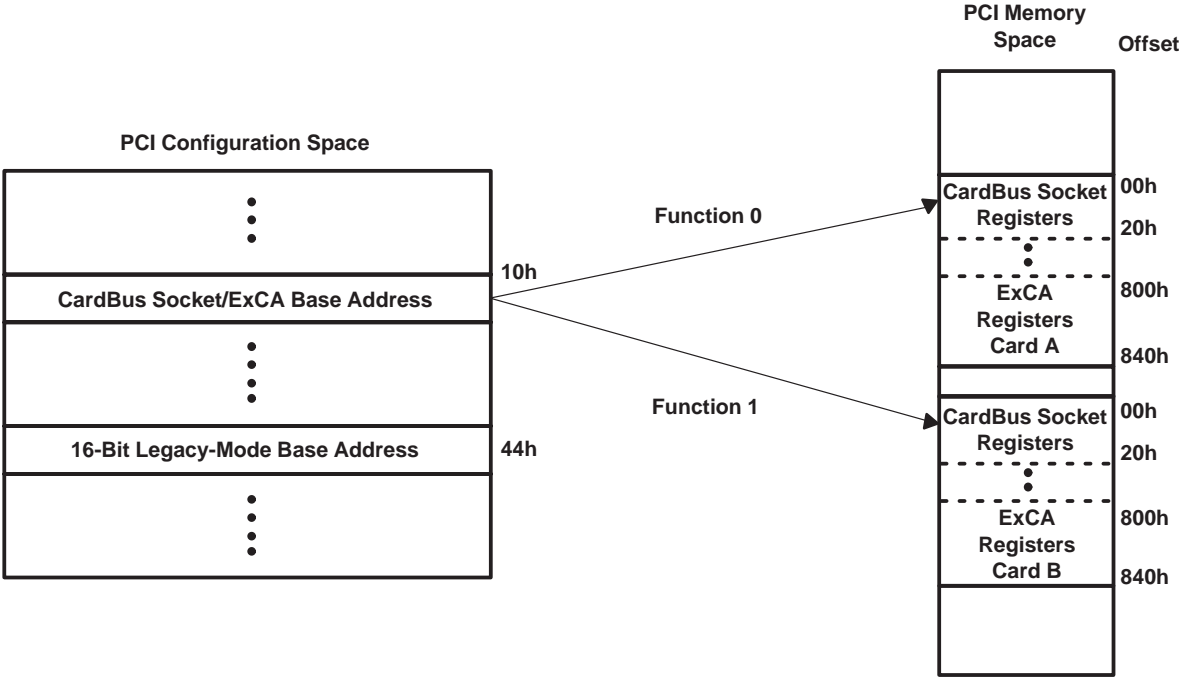 PCI Memory
Space
Offset
PCI Configuration Space
10h
CardBus Socket/ExCA Base Address
16-Bit Legacy-Mode Base Address
44h
Function 0
Function 1
CardBus Socket
Registers
00h
20h
ExCA
Registers
Card A
800h
840h
CardBus Socket
Registers
00h
20h
ExCA
Registers
Card B
800h
840h